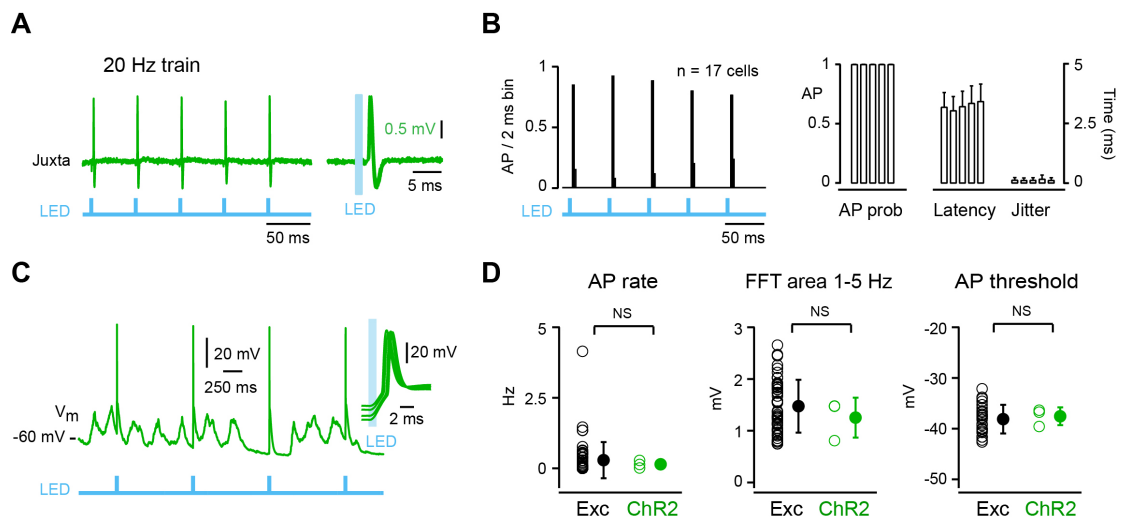 A
20 Hz train
0.5 mV
Juxta
5 ms
LED
LED
50 ms
B
n = 17 cells
AP / 2 ms bin
1
0.5
0
LED
50 ms
1
AP
0.5
0
AP prob
5
2.5
0
Time (ms)
Latency
Jitter
C
20 mV
250 ms
20 mV
2 ms
Vm
-60 mV
LED
LED
D
AP rate
NS
5
2.5
0
Hz
Exc
ChR2
FFT area 1-5 Hz
NS
3
2
1
0
mV
Exc
ChR2
AP threshold
NS
-20
-30
-40
-50
mV
Exc
ChR2